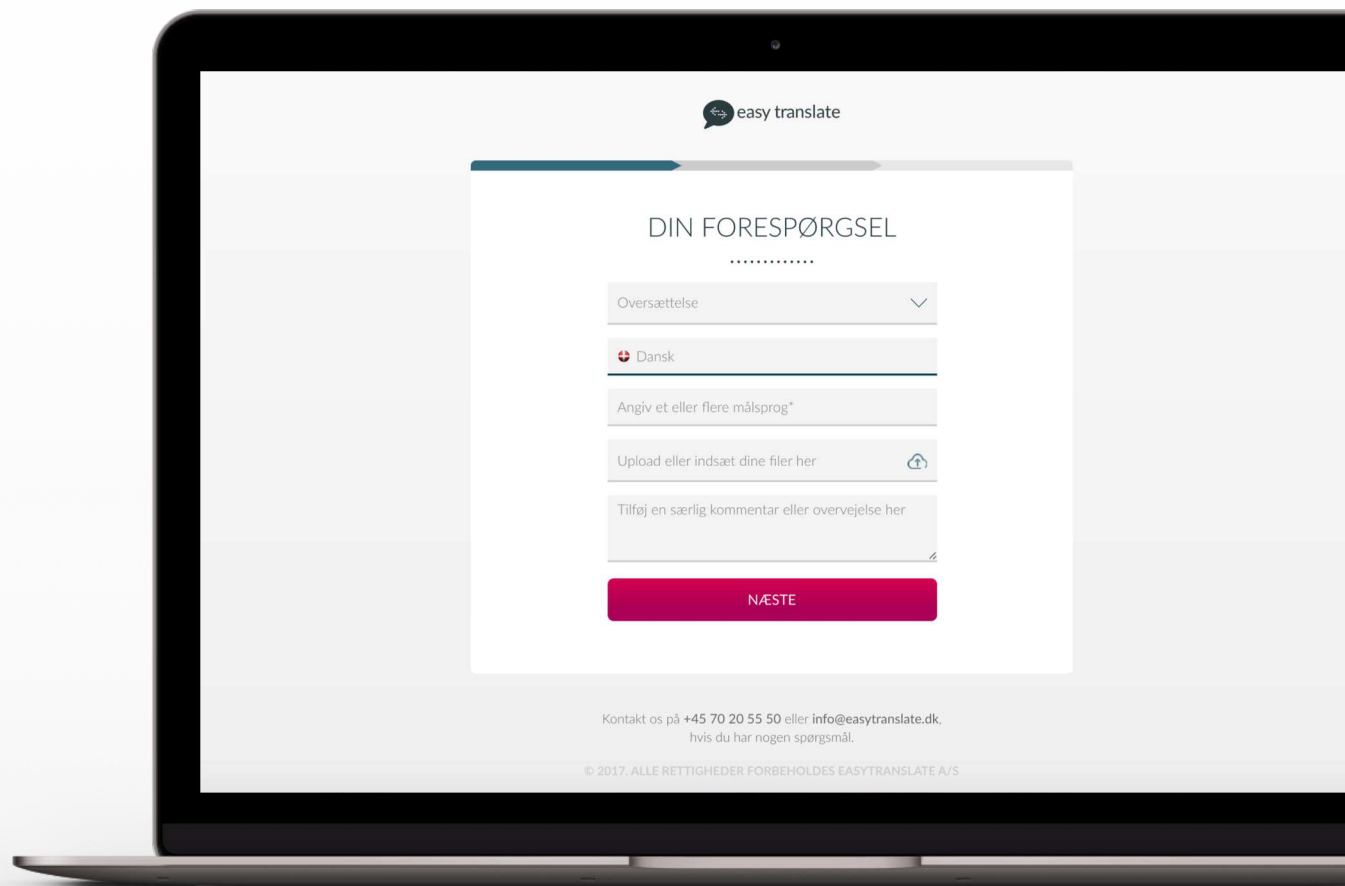 easy translate
DIN FORESPØRGSEL
Oversættelse
Dansk
Angiv et eller flere målsprog*
Upload eller indsæt dine filer her
Tilføj en særlig kommentar eller overvejelse her
NÆSTE
Kontakt os på +45 70 20 55 50 eller info@easytranslate.dk,
hvis du har nogen spørgsmål.
© 2017. ALLE RETTIGHEDER FORBEHOLDES EASYTRANSLATE A/S